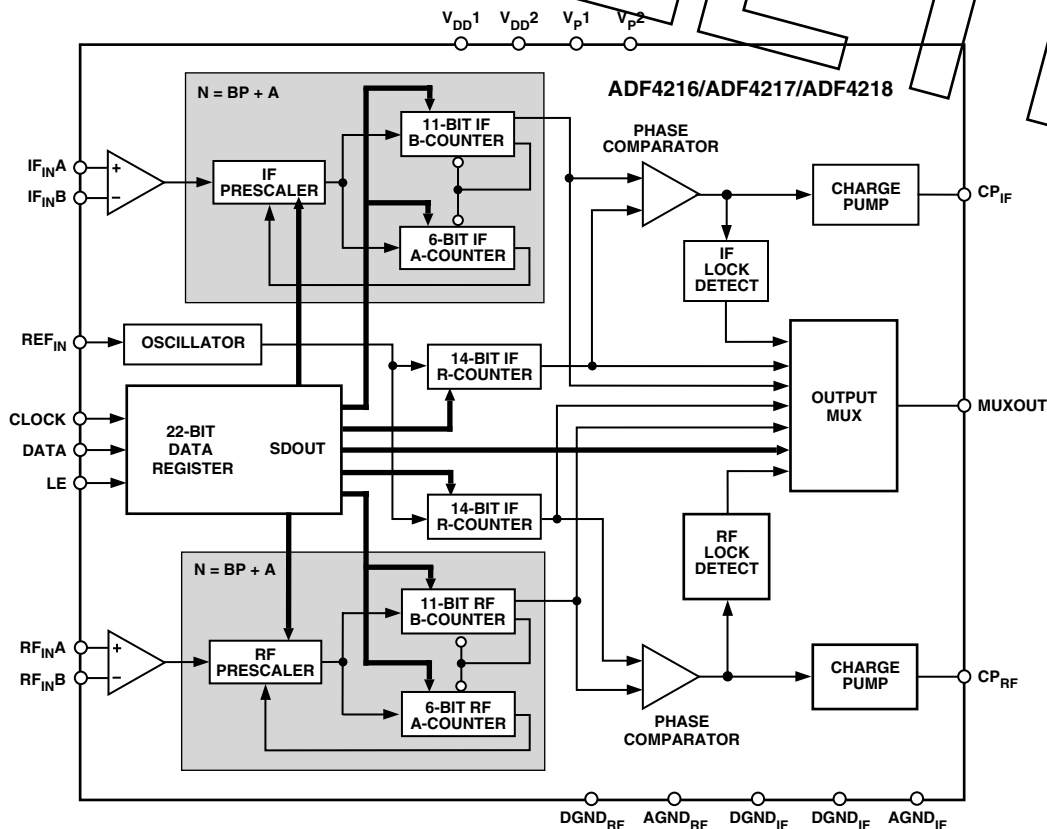 VDD1 VDD2 VP1 VP2
ADF4216/ADF4217/ADF4218
N = BP + A
11-BIT IF
B-COUNTER
PHASE
COMPARATOR
IFINA
+
IFINB
–
IF
PRESCALER
CHARGE
PUMP
CPIF
6-BIT IF
A-COUNTER
IF
LOCK
DETECT
REFIN
OSCILLATOR
14-BIT IF
R-COUNTER
OUTPUT
MUX
MUXOUT
CLOCK
DATA
LE
22-BIT
DATA
REGISTER
SDOUT
14-BIT IF
R-COUNTER
RF
LOCK
DETECT
N = BP + A
11-BIT RF
B-COUNTER
RFINA
+
RFINB
–
RF
PRESCALER
CHARGE
PUMP
CPRF
6-BIT RF
A-COUNTER
PHASE
COMPARATOR
DGNDRF AGNDRF DGNDIF DGNDIF AGNDIF